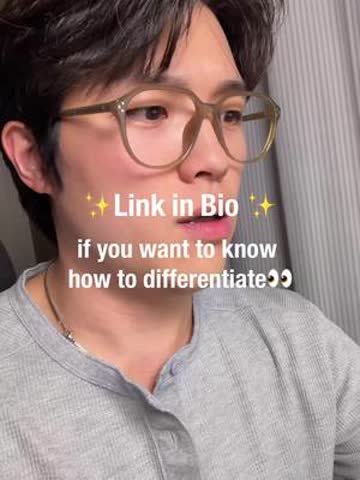 ✨Link in Bio ✨
if you want to know
how to differentiate👀